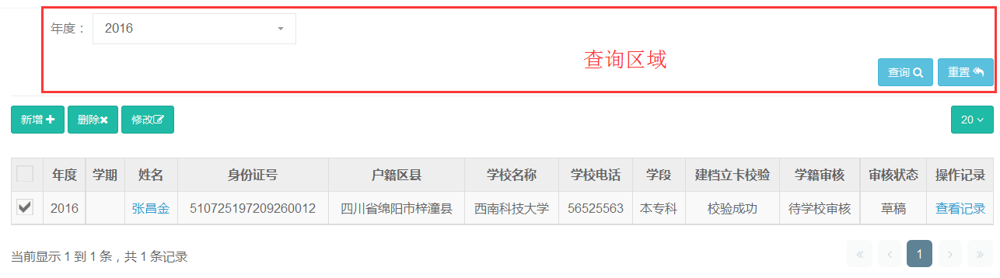 年度： 2016
查询区域
查询 重置
新增 删除 修改 20
年度 学期 姓名 身份证号 户籍区县 学校名称 学校电话 学段 建档立卡校验 学籍审核 审核状态 操作记录
2016 张昌金 510725197209260012 四川省绵阳市梓潼县 西南科技大学 56525563 本专科 校验成功 待学校审核 草稿 查看记录
当前显示 1 到 1 条，共 1 条记录 « ‹ 1 › »